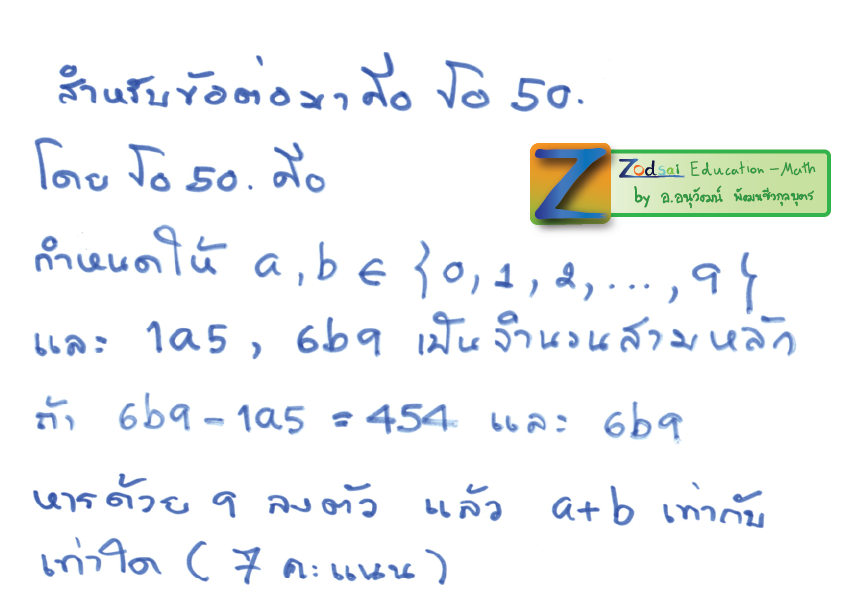 สำหรับข้อต่อมา คือ ข้อ 50.
โดย ข้อ 50. คือ
Z Zodsai Education - Math
by อ.อนุวัฒน์ พัฒนชีวกุลบุตร
กำหนดให้ a, b ∈ {0, 1, 2, ..., 9}
และ 1a5, 6b9 เป็นจำนวนสามหลัก
ถ้า 6b9 - 1a5 = 454 และ 6b9
หารด้วย 9 ลงตัว แล้ว a+b เท่ากับ
เท่าใด (7 คะแนน)